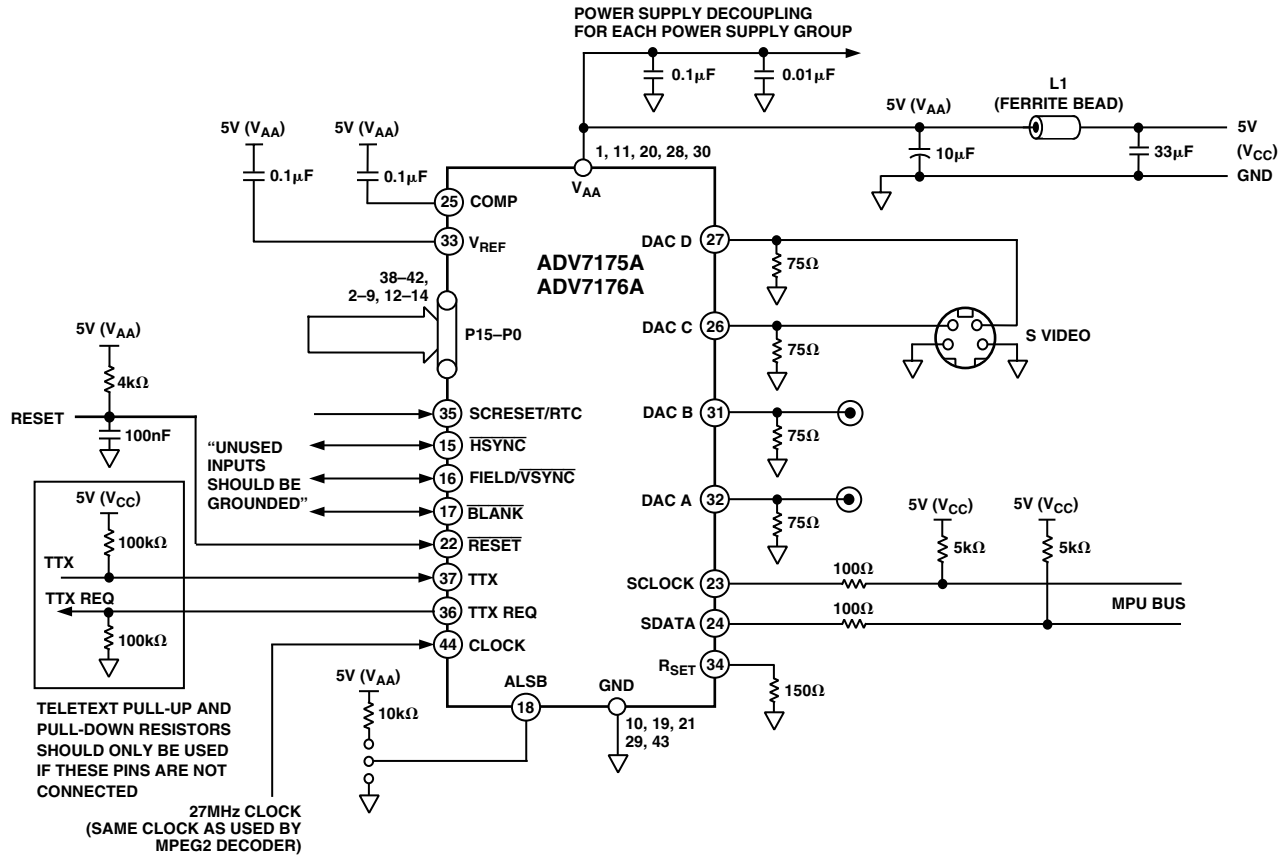 POWER SUPPLY DECOUPLING
FOR EACH POWER SUPPLY GROUP
0.1µF
0.01µF
L1
(FERRITE BEAD)
5V (VAA)
5V (VAA)
5V (VAA)
5V
(VCC)
GND
10µF
33µF
0.1µF
0.1µF
1, 11, 20, 28, 30
VAA
25 COMP
33 VREF
ADV7175A
ADV7176A
38–42,
2–9, 12–14
P15–P0
DAC D 27
75Ω
DAC C 26
75Ω
S VIDEO
DAC B 31
75Ω
DAC A 32
75Ω
5V (VAA)
4kΩ
RESET
100nF
35 SCRESET/RTC
15 HSYNC
16 FIELD/VSYNC
17 BLANK
22 RESET
37 TTX
36 TTX REQ
44 CLOCK
"UNUSED
INPUTS
SHOULD BE
GROUNDED"
5V (VCC)
100kΩ
TTX
TTX REQ
100kΩ
5V (VCC)
5V (VCC)
5kΩ
5kΩ
SCLOCK 23
100Ω
SDATA 24
100Ω
MPU BUS
RSET 34
150Ω
5V (VAA)
10kΩ
ALSB
18
GND
10, 19, 21
29, 43
TELETEXT PULL-UP AND
PULL-DOWN RESISTORS
SHOULD ONLY BE USED
IF THESE PINS ARE NOT
CONNECTED
27MHz CLOCK
(SAME CLOCK AS USED BY
MPEG2 DECODER)